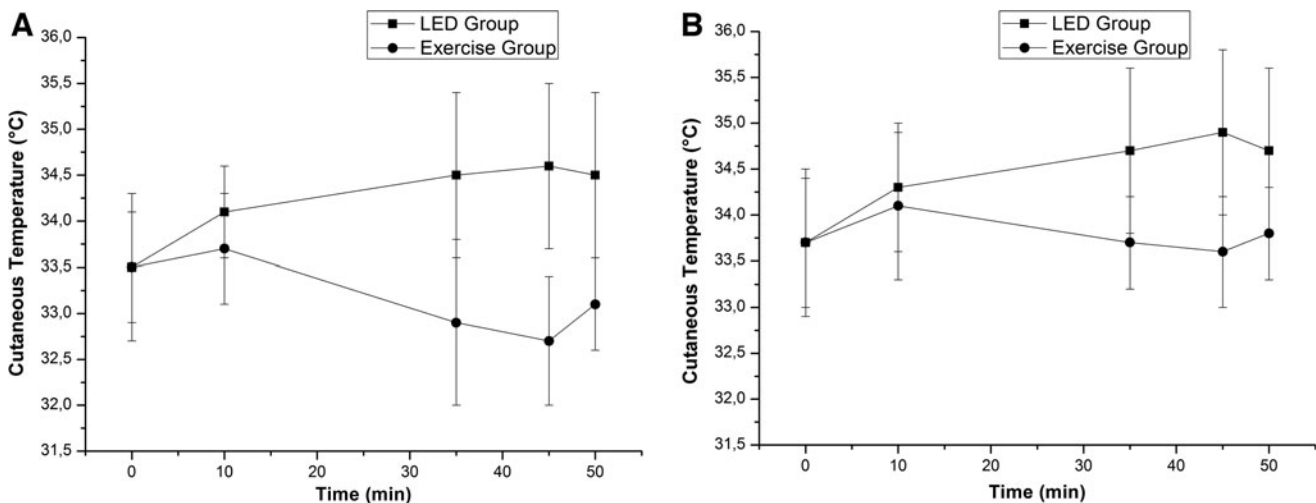 A
LED Group
Exercise Group
36,0
35,5
35,0
34,5
34,0
33,5
33,0
32,5
32,0
31,5
Cutaneous Temperature (°C)
0 10 20 30 40 50
Time (min)
B
LED Group
Exercise Group
36,0
35,5
35,0
34,5
34,0
33,5
33,0
32,5
32,0
31,5
Cutaneous Temperature (°C)
0 10 20 30 40 50
Time (min)